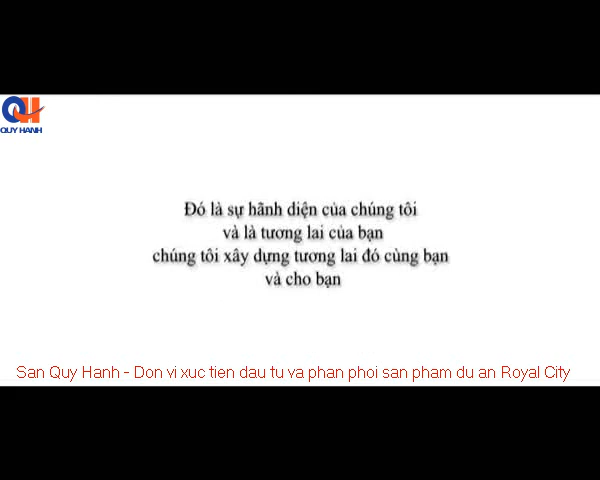 QH
QUY HANH
Đó là sự hãnh diện của chúng tôi
và là tương lai của bạn
chúng tôi xây dựng tương lai đó cùng bạn
và cho bạn
San Quy Hanh - Don vi xuc tien dau tu va phan phoi san pham du an Royal City